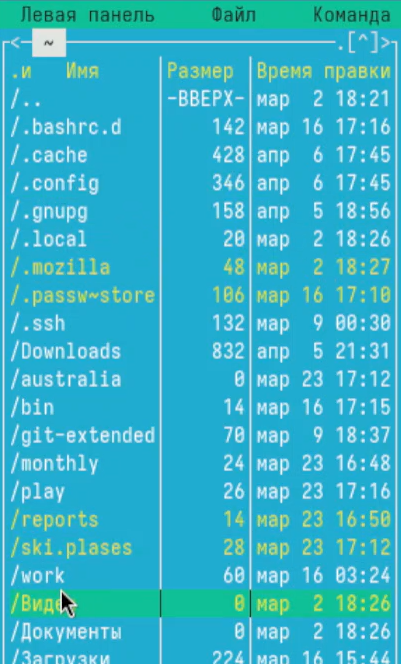 Левая панель Файл Команда
<─ ~ ─.[^]>
.и Имя Размер Время правки
/.. -ВВЕРХ- мар 2 18:21
/.bashrc.d 142 мар 16 17:16
/.cache 428 апр 6 17:45
/.config 346 апр 6 17:45
/.gnupg 158 апр 5 18:56
/.local 20 мар 2 18:26
/.mozilla 48 мар 2 18:27
/.passw~store 106 мар 16 17:10
/.ssh 132 мар 9 00:30
/Downloads 832 апр 5 21:31
/australia 0 мар 23 17:12
/bin 14 мар 16 17:15
/git-extended 70 мар 9 18:37
/monthly 24 мар 23 16:48
/play 26 мар 23 17:16
/reports 14 мар 23 16:50
/ski.plases 28 мар 23 17:12
/work 60 мар 16 03:24
0 мар 2 18:26
/Документы 0 мар 2 18:26
/Загрузки 224 мар 16 15:44